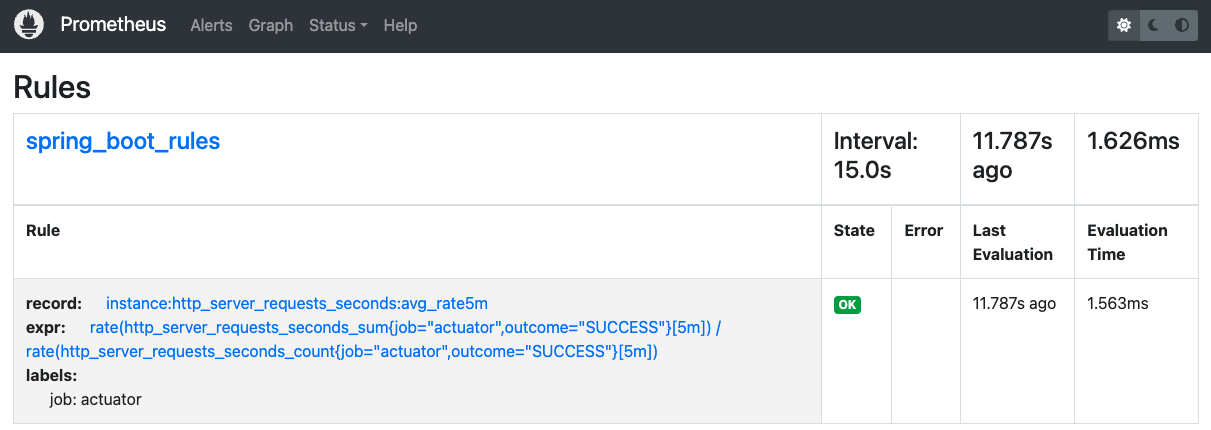 Prometheus Alerts Graph Status Help
Rules
spring_boot_rules
Interval:
15.0s
11.787s
ago
1.626ms
Rule
State
Error
Last
Evaluation
Evaluation
Time
record: instance:http_server_requests_seconds:avg_rate5m
expr: rate(http_server_requests_seconds_sum{job="actuator",outcome="SUCCESS"}[5m]) /
rate(http_server_requests_seconds_count{job="actuator",outcome="SUCCESS"}[5m])
labels:
job: actuator
OK
11.787s ago
1.563ms